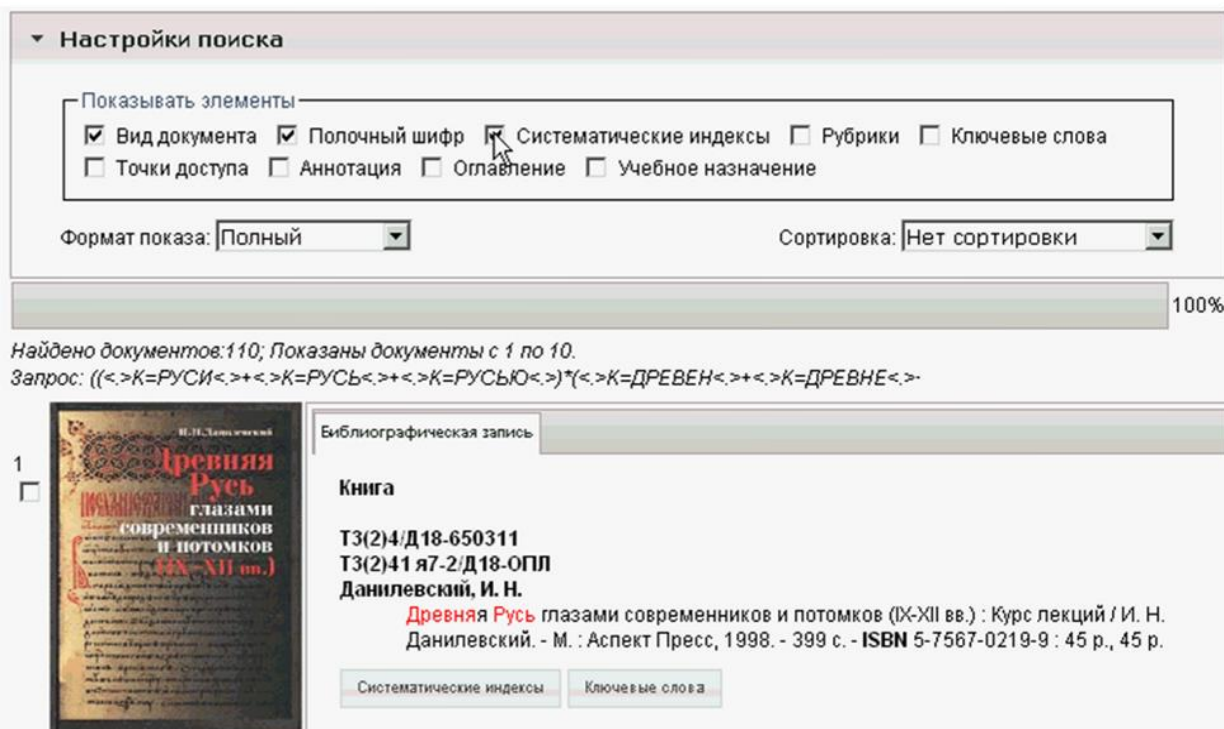 Настройки поиска
Показывать элементы
Вид документа Полочный шифр Систематические индексы Рубрики Ключевые слова
Точки доступа Аннотация Оглавление Учебное назначение
Формат показа: Полный Сортировка: Нет сортировки
100%
Найдено документов:110; Показаны документы с 1 по 10.
Запрос: ((<.>K=РУСИ<.>+<.>K=РУСЬ<.>+<.>K=РУСЬЮ<.>)*(<.>K=ДРЕВЕН<.>+<.>K=ДРЕВНЕ<.>-
1
И.Н.Данилевский
Древняя
Русь
глазами
современников
и потомков
(IX–XII вв.)
Библиографическая запись
Книга
Т3(2)4/Д18-650311
Т3(2)41 я7-2/Д18-ОПЛ
Данилевский, И. Н.
Древняя Русь глазами современников и потомков (IX-XII вв.) : Курс лекций / И. Н.
Данилевский. - М. : Аспект Пресс, 1998. - 399 с. - ISBN 5-7567-0219-9 : 45 р., 45 р.
Систематические индексы Ключевые слова